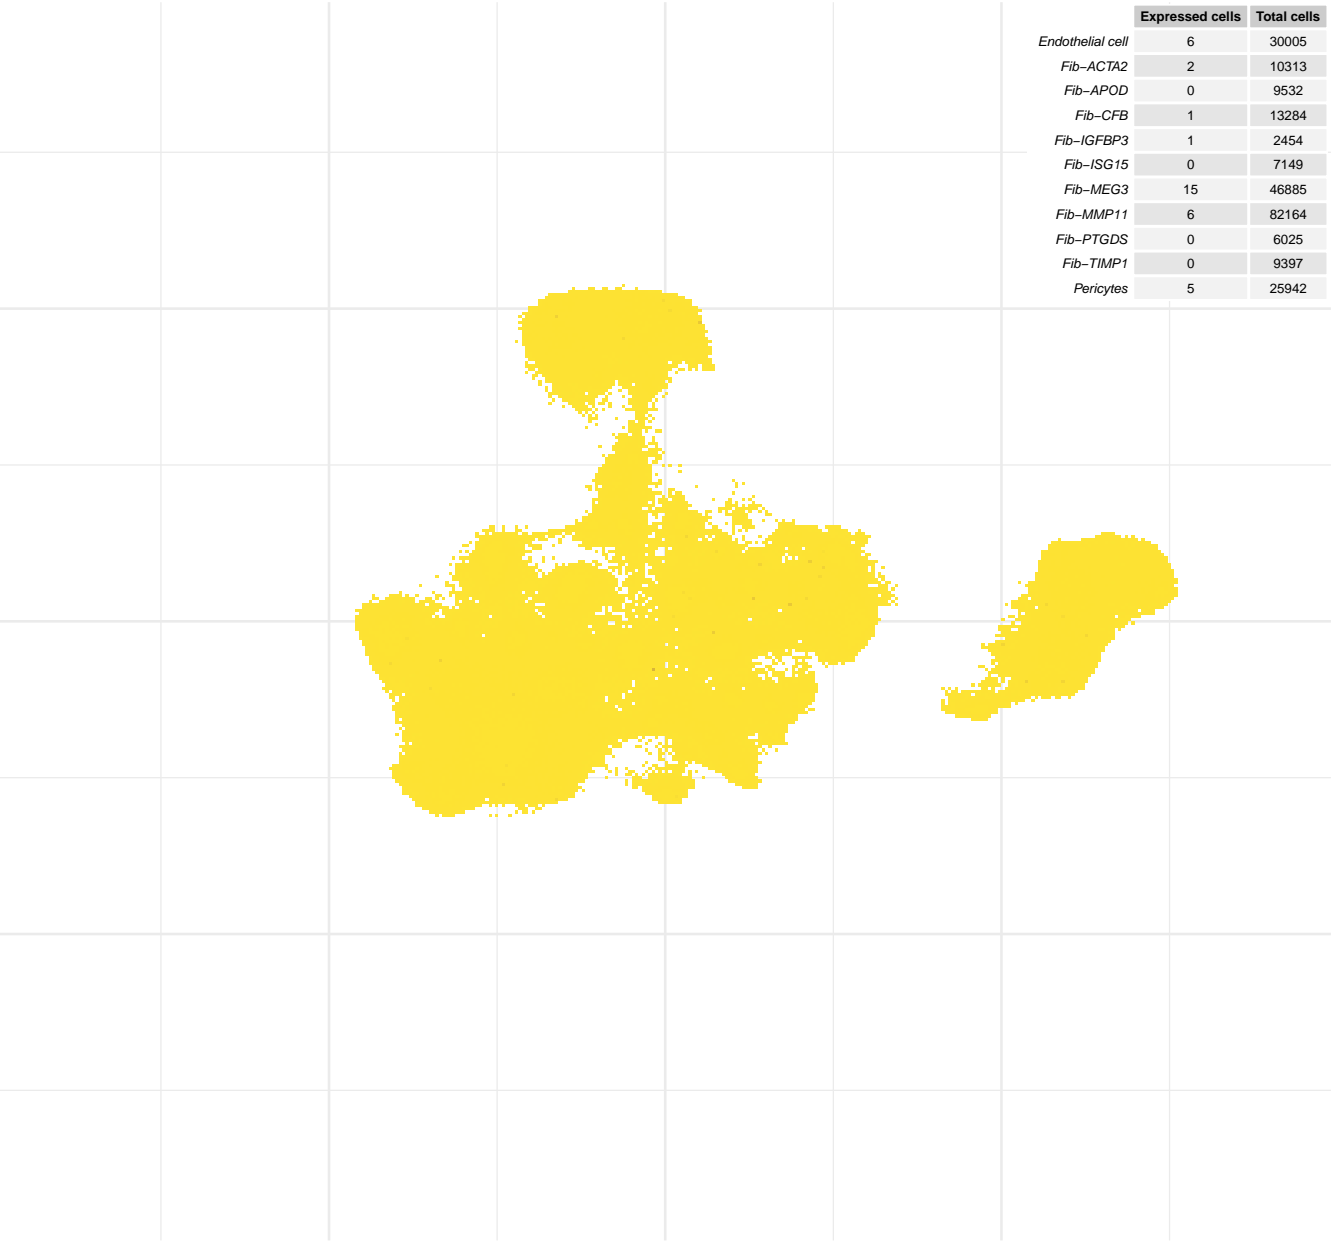 Expressed cells Total cells
Endothelial cell 6 30005
Fib−ACTA2 2 10313
Fib−APOD 0 9532
Fib−CFB 1 13284
Fib−IGFBP3 1 2454
Fib−ISG15 0 7149
Fib−MEG3 15 46885
Fib−MMP11 6 82164
Fib−PTGDS 0 6025
Fib−TIMP1 0 9397
Pericytes 5 25942